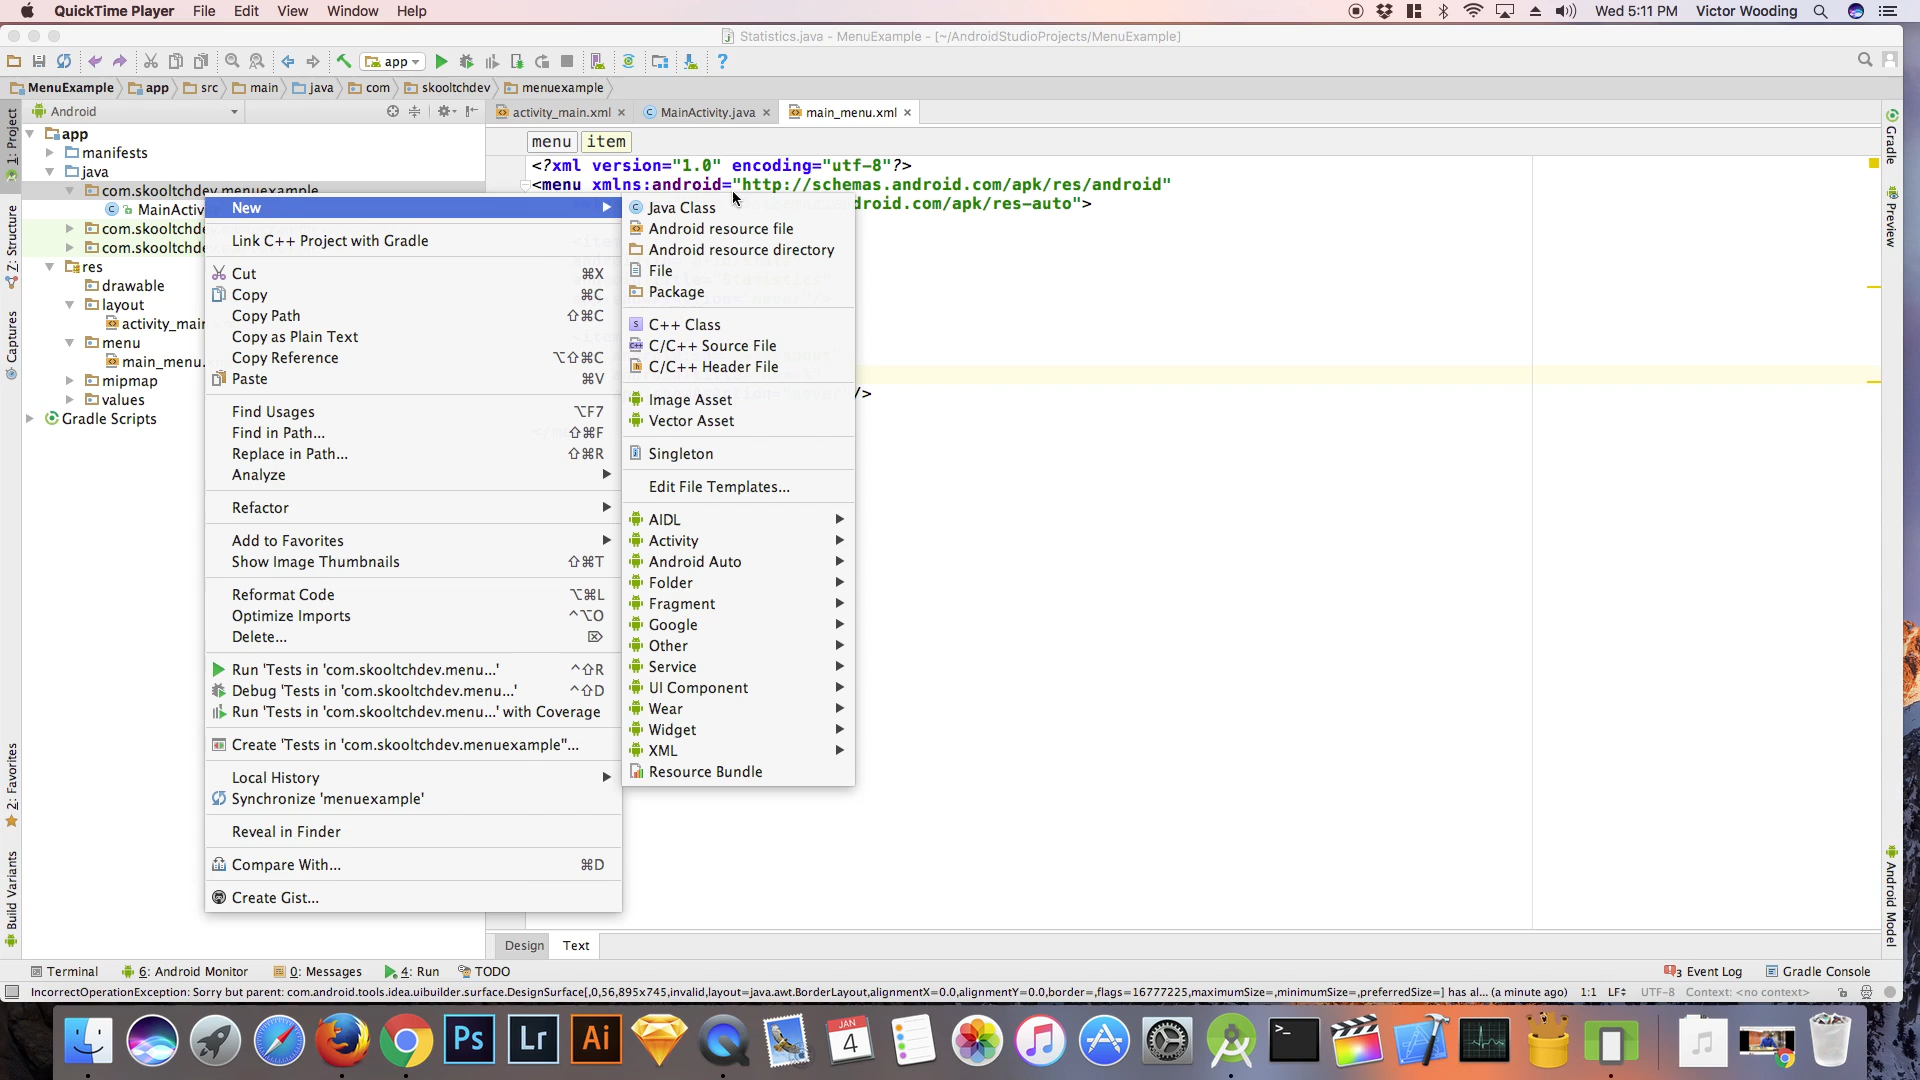 QuickTime Player File Edit View Window Help
Wed 5:11 PM Victor Wooding
Statistics.java - MenuExample - [~/AndroidStudioProjects/MenuExample]
app
MenuExample app src main java com skooltchdev menuexample
Android
activity_main.xml MainActivity.java main_menu.xml
menu item
1: Project
Z: Structure
Captures
2: Favorites
Build Variants
app
manifests
java
com.skooltchdev.menuexample
MainActiv
com.skooltchde
com.skooltchde
res
drawable
layout
activity_mai
menu
main_menu.
mipmap
values
Gradle Scripts
<?xml version="1.0" encoding="utf-8"?>
<menu xmlns:android="http://schemas.android.com/apk/res/android"
droid.com/apk/res-auto">
/>
New
Link C++ Project with Gradle
Cut ⌘X
Copy ⌘C
Copy Path ⇧⌘C
Copy as Plain Text
Copy Reference ⌥⇧⌘C
Paste ⌘V
Find Usages ⌥F7
Find in Path... ⇧⌘F
Replace in Path... ⇧⌘R
Analyze
Refactor
Add to Favorites
Show Image Thumbnails ⇧⌘T
Reformat Code ⌥⌘L
Optimize Imports ^⌥O
Delete... ⌦
Run 'Tests in 'com.skooltchdev.menu...' ^⇧R
Debug 'Tests in 'com.skooltchdev.menu...' ^⇧D
Run 'Tests in 'com.skooltchdev.menu...' with Coverage
Create 'Tests in 'com.skooltchdev.menuexample''...
Local History
Synchronize 'menuexample'
Reveal in Finder
Compare With... ⌘D
Create Gist...
Java Class
Android resource file
Android resource directory
File
Package
C++ Class
C/C++ Source File
C/C++ Header File
Image Asset
Vector Asset
Singleton
Edit File Templates...
AIDL
Activity
Android Auto
Folder
Fragment
Google
Other
Service
UI Component
Wear
Widget
XML
Resource Bundle
Gradle
Preview
Android Model
Design Text
Terminal 6: Android Monitor 0: Messages 4: Run TODO
3 Event Log Gradle Console
IncorrectOperationException: Sorry but parent: com.android.tools.idea.uibuilder.surface.DesignSurface[,0,56,895x745,invalid,layout=java.awt.BorderLayout,alignmentX=0.0,alignmentY=0.0,border=,flags=16777225,maximumSize=,minimumSize=,preferredSize=] has al... (a minute ago) 1:1 LF UTF-8 Context: <no context>
Ps Lr Ai
JAN
4